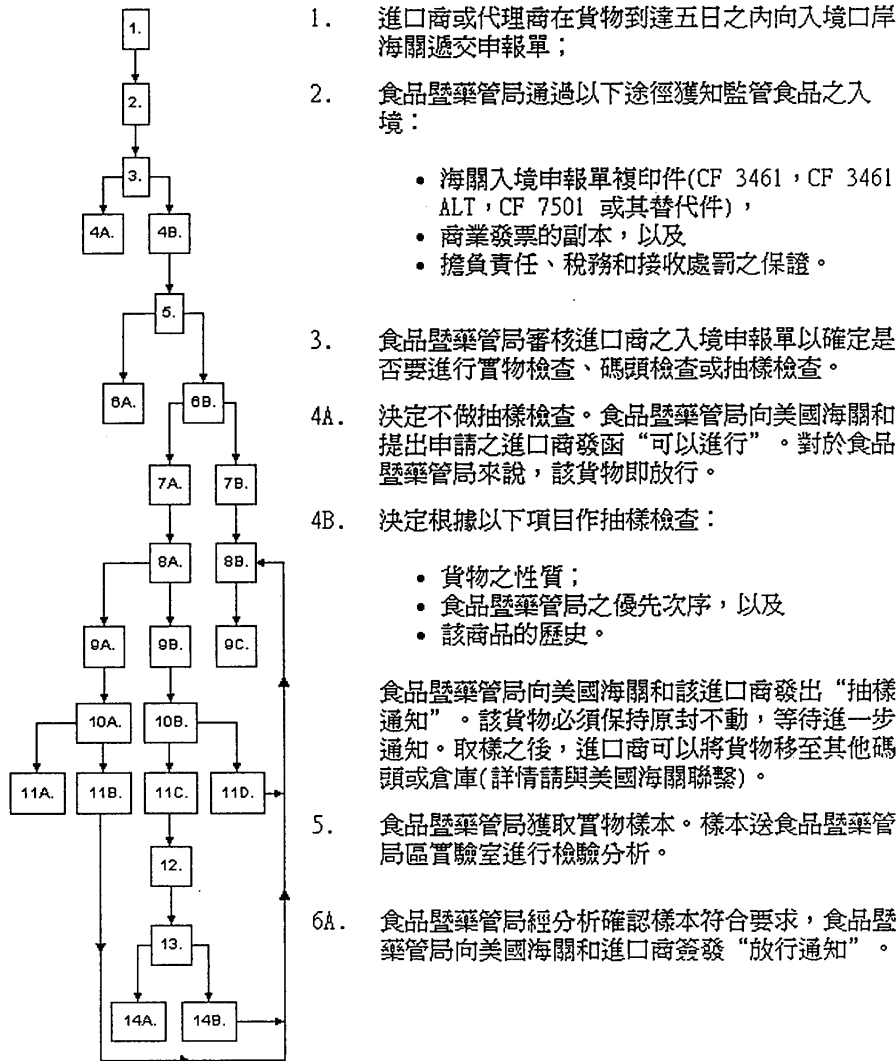 1.
2.
3.
4A. 4B.
5.
6A. 6B.
7A. 7B.
8A. 8B.
9A. 9B. 9C.
10A. 10B.
11A. 11B. 11C. 11D.
12.
13.
14A. 14B.
1. 進口商或代理商在貨物到達五日之內向入境口岸
海關遞交申報單；
2. 食品暨藥管局通過以下途徑獲知監管食品之入
境：
• 海關入境申報單複印件(CF 3461，CF 3461
ALT，CF 7501 或其替代件)，
• 商業發票的副本，以及
• 擔負責任、稅務和接收處罰之保證。
3. 食品暨藥管局審核進口商之入境申報單以確定是
否要進行實物檢查、碼頭檢查或抽樣檢查。
4A. 決定不做抽樣檢查。食品暨藥管局向美國海關和
提出申請之進口商發函“可以進行”。對於食品
暨藥管局來說，該貨物即放行。
4B. 決定根據以下項目作抽樣檢查：
• 貨物之性質；
• 食品暨藥管局之優先次序，以及
• 該商品的歷史。
食品暨藥管局向美國海關和該進口商發出“抽樣
通知”。該貨物必須保持原封不動，等待進一步
通知。取樣之後，進口商可以將貨物移至其他碼
頭或倉庫(詳情請與美國海關聯繫)。
5. 食品暨藥管局獲取實物樣本。樣本送食品暨藥管
局區實驗室進行檢驗分析。
6A. 食品暨藥管局經分析確認樣本符合要求，食品暨
藥管局向美國海關和進口商簽發“放行通知”。